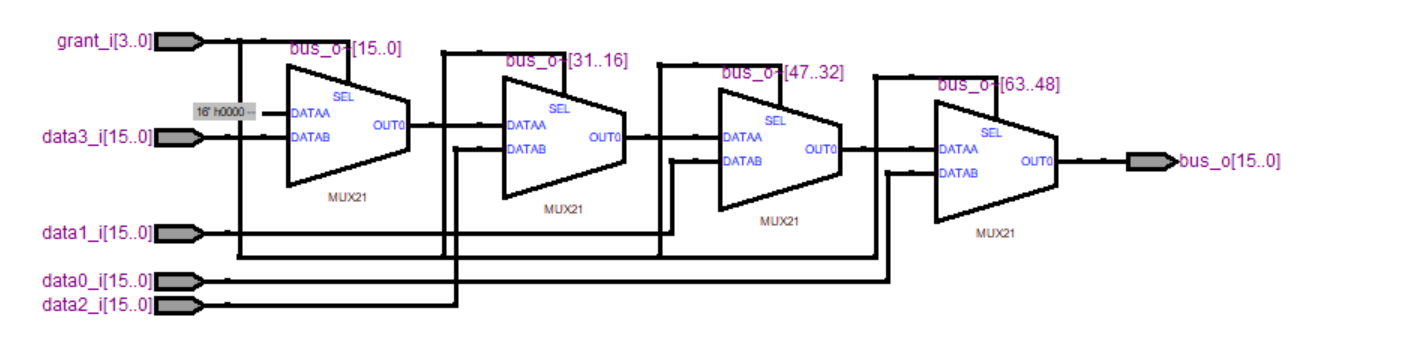 grant_i[3..0]
bus_o~[15..0]
bus_o~[31..16]
bus_o~[47..32]
bus_o~[63..48]
SEL
SEL
SEL
SEL
16' h0000 --
DATAA
DATAB
OUT0
DATAA
DATAB
OUT0
DATAA
DATAB
OUT0
DATAA
DATAB
OUT0
data3_i[15..0]
bus_o[15..0]
MUX21
MUX21
MUX21
MUX21
data1_i[15..0]
data0_i[15..0]
data2_i[15..0]